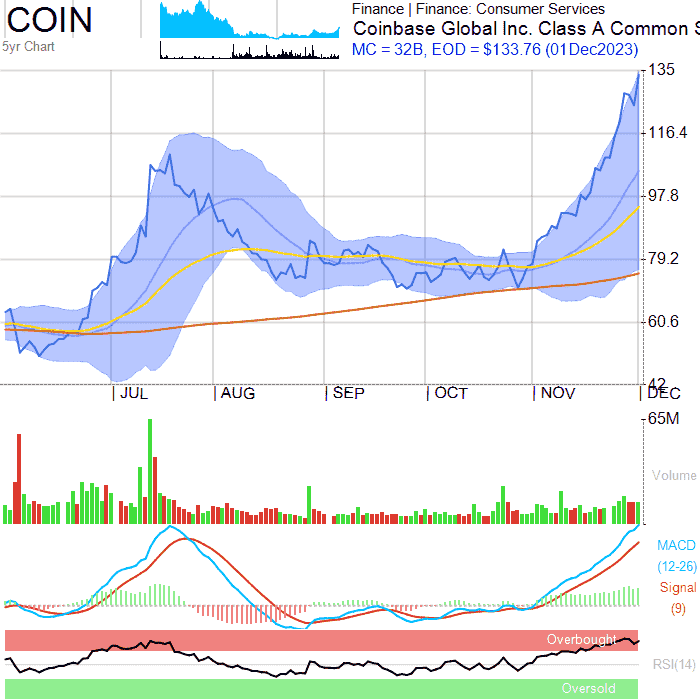 COIN
5yr Chart
Finance | Finance: Consumer Services
Coinbase Global Inc. Class A Common S
MC = 32B, EOD = $133.76 (01Dec2023)
135
116.4
97.8
79.2
60.6
42
JUL AUG SEP OCT NOV DEC
65M
Volume
MACD
(12-26)
Signal
(9)
Overbought
RSI(14)
Oversold